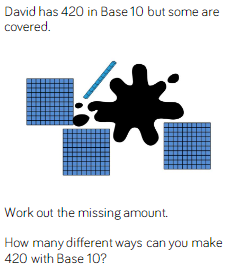 David has 420 in Base 10 but some are
covered.
Work out the missing amount.
How many different ways can you make
420 with Base 10?